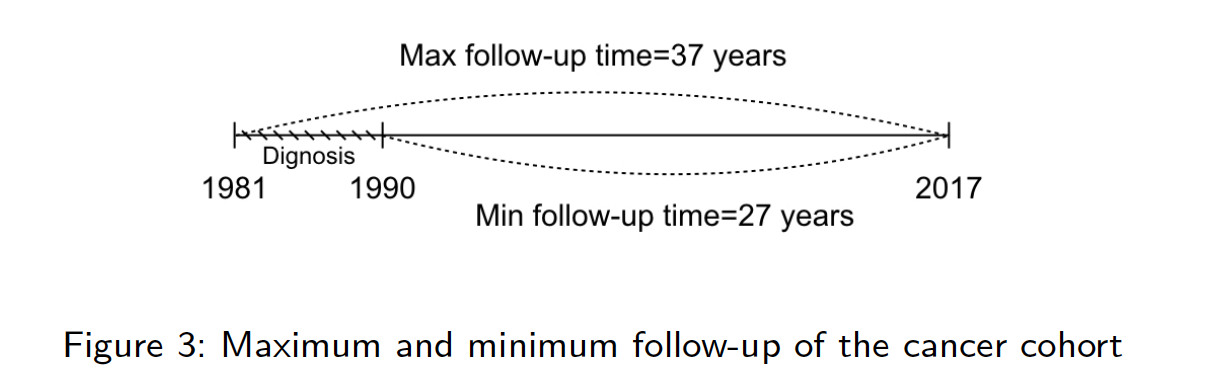 Max follow-up time=37 years
Dignosis
1981 1990 2017
Min follow-up time=27 years
Figure 3: Maximum and minimum follow-up of the cancer cohort